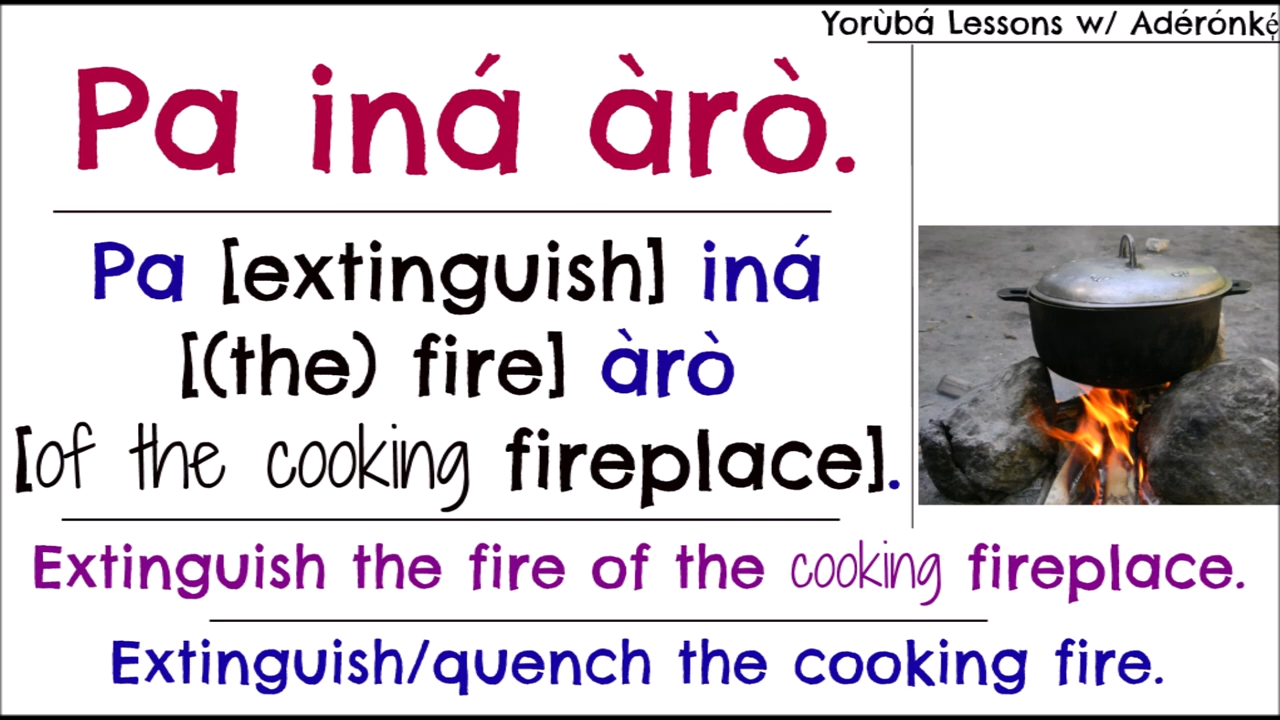 Yorùbá Lessons w/ Adérónkẹ́
Pa iná àrò.
Pa [extinguish] iná
[(the) fire] àrò
[of the cooking fireplace].
Extinguish the fire of the cooking fireplace.
Extinguish/quench the cooking fire.